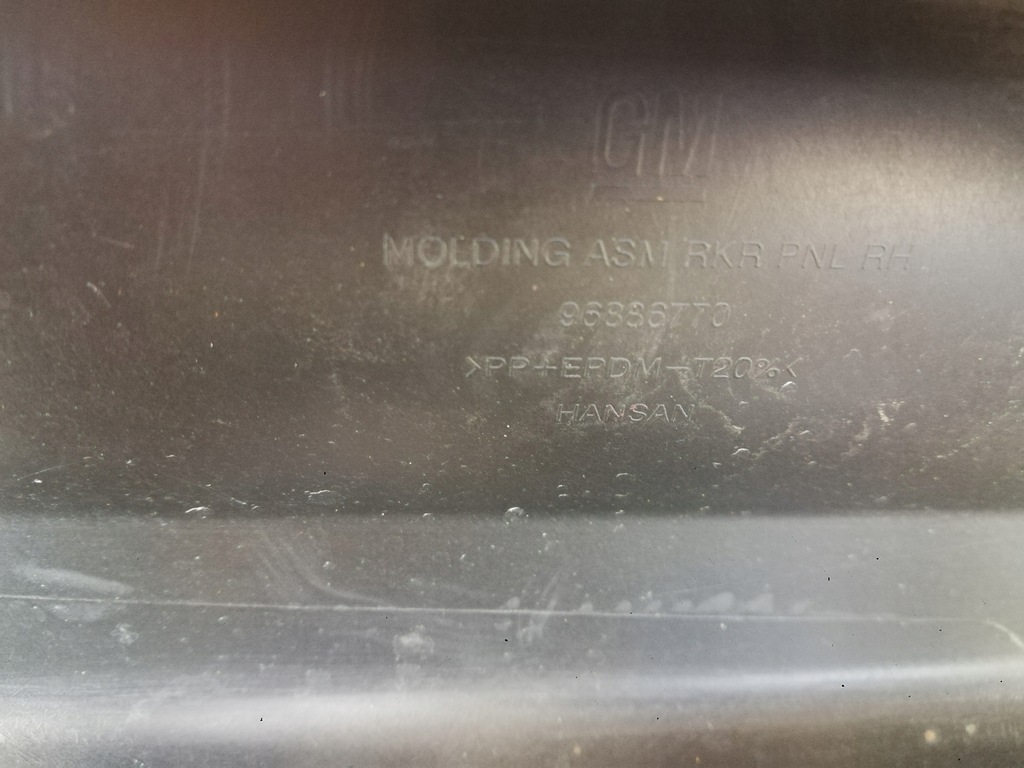 GM
MOLDING ASM RKR PNL RH
96886770
>PP+EPDM-T20%<
HANSAN